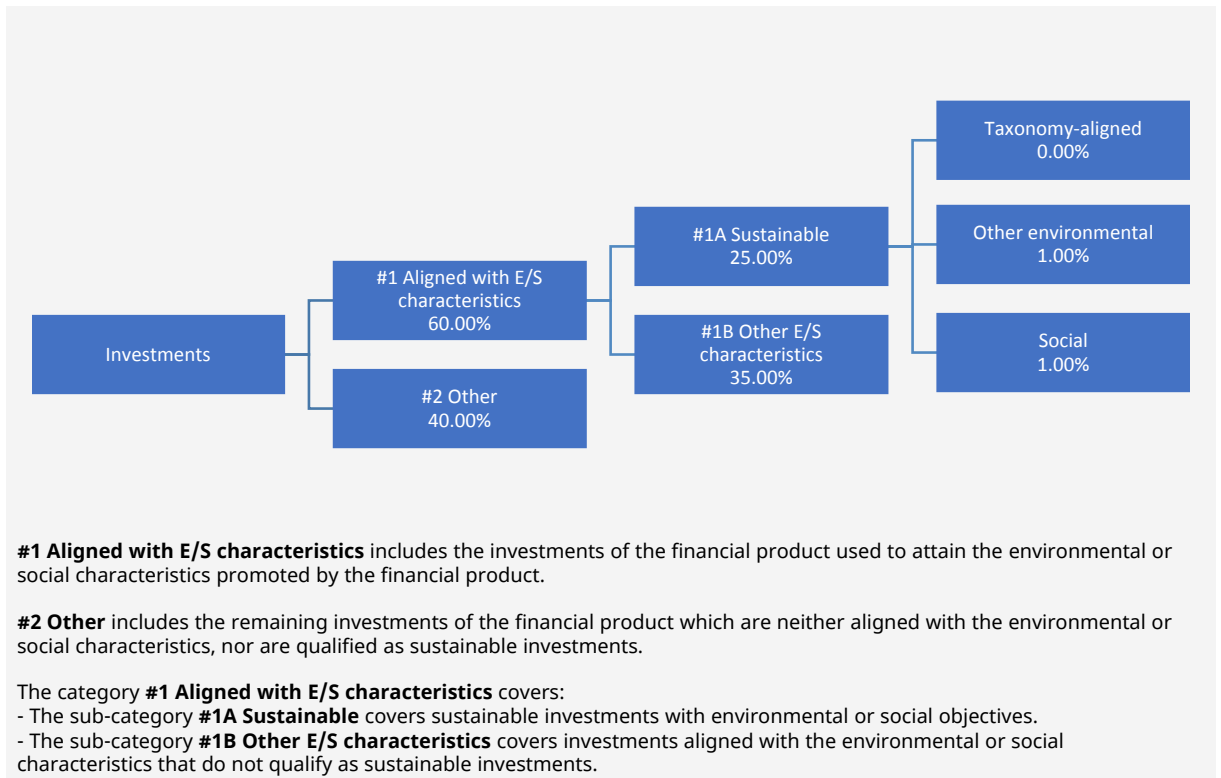 Taxonomy-aligned
0.00%
#1A Sustainable
25.00%
Other environmental
1.00%
#1 Aligned with E/S
characteristics
60.00%
Investments
#1B Other E/S
characteristics
35.00%
Social
1.00%
#2 Other
40.00%
#1 Aligned with E/S characteristics includes the investments of the financial product used to attain the environmental or
social characteristics promoted by the financial product.
#2 Other includes the remaining investments of the financial product which are neither aligned with the environmental or
social characteristics, nor are qualified as sustainable investments.
The category #1 Aligned with E/S characteristics covers:
- The sub-category #1A Sustainable covers sustainable investments with environmental or social objectives.
- The sub-category #1B Other E/S characteristics covers investments aligned with the environmental or social
characteristics that do not qualify as sustainable investments.